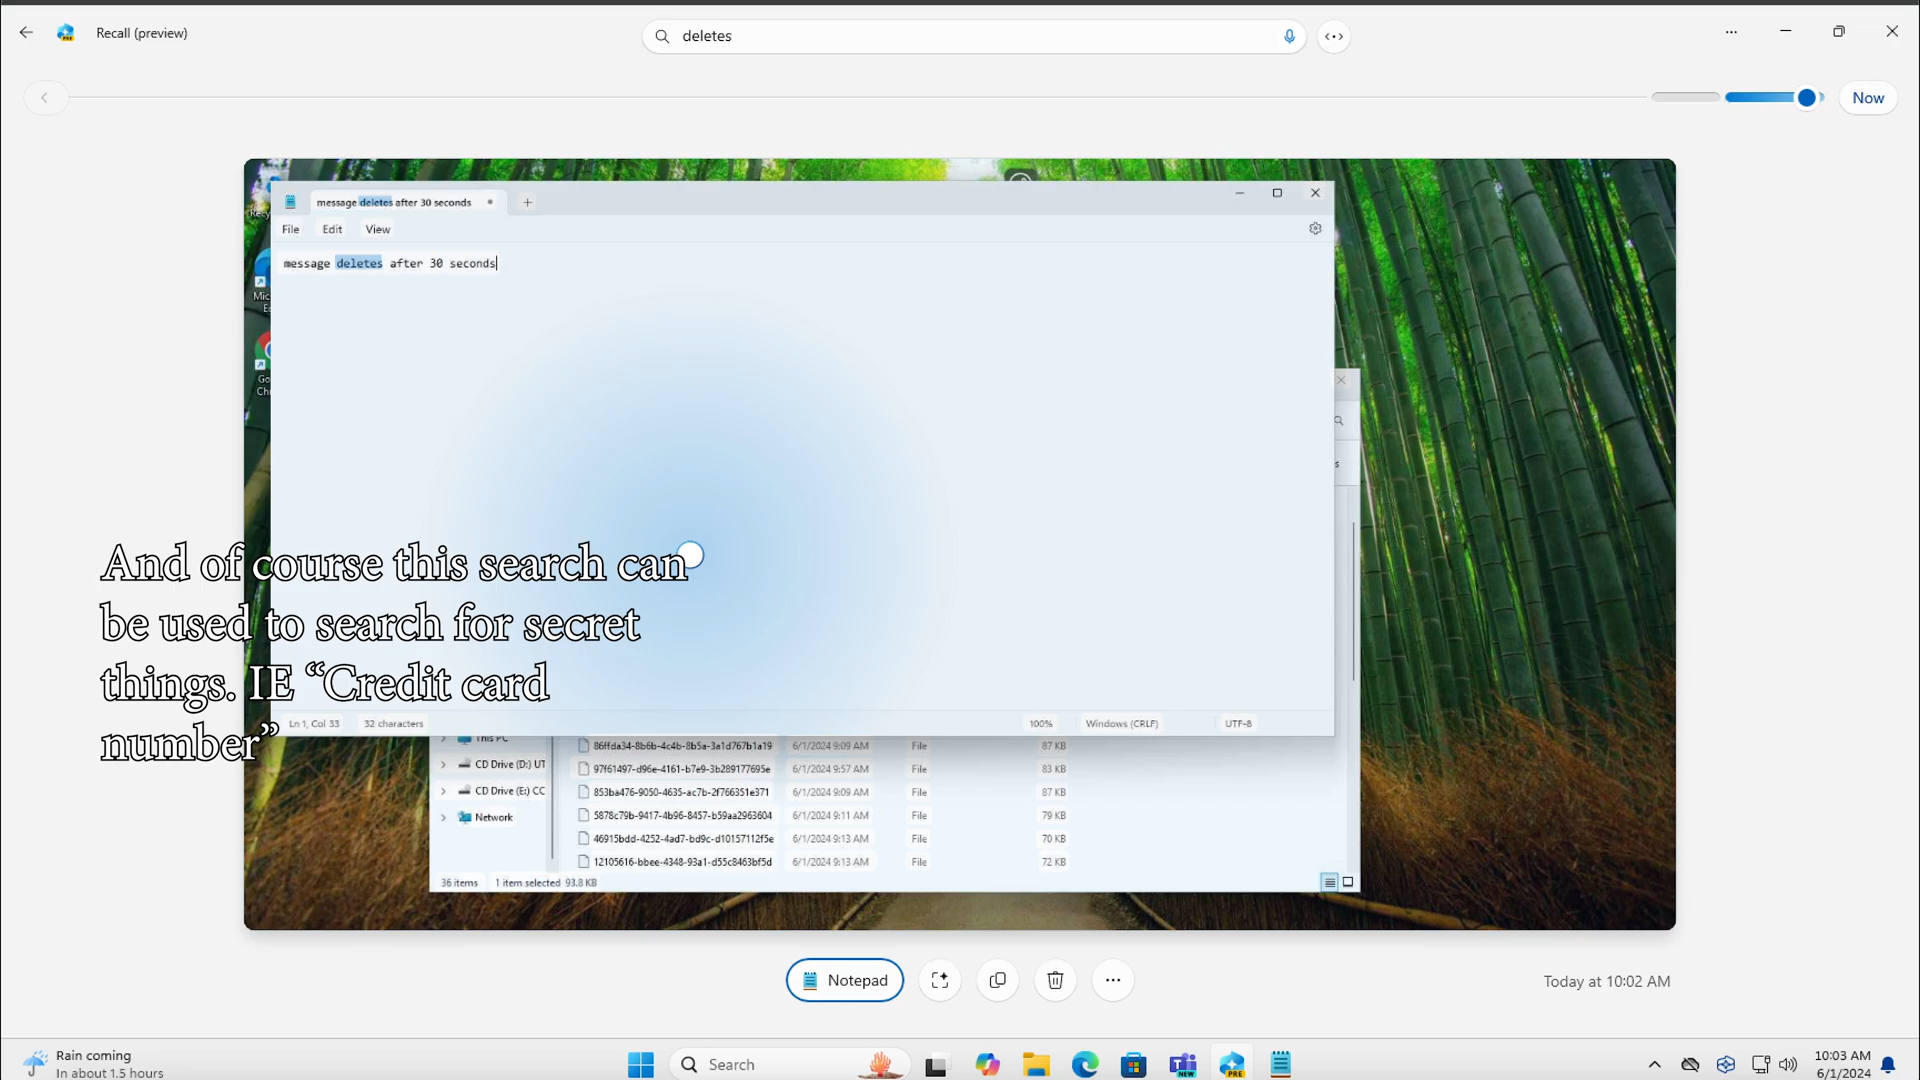 Recall (preview)
deletes
Now
message deletes after 30 seconds
File Edit View
message deletes after 30 seconds
And of course this search can
be used to search for secret
things. IE “Credit card
number”
Ln 1, Col 33 32 characters 100% Windows (CRLF) UTF-8
This PC 86ffda34-8b6b-4c4b-8b5a-3a1d767b1a19 6/1/2024 9:09 AM File 87 KB
CD Drive (D:) UT 97f61497-d96e-4161-b7e9-3b289177695e 6/1/2024 9:57 AM File 83 KB
CD Drive (E:) CC 853ba476-9050-4635-ac7b-2f766351e371 6/1/2024 9:09 AM File 87 KB
Network 5878c79b-9417-4b96-8457-b59aa2963604 6/1/2024 9:11 AM File 79 KB
46915bdd-4252-4ad7-bd9c-d10157112f5e 6/1/2024 9:13 AM File 70 KB
12105616-bbee-4348-93a1-d55c8463bf5d 6/1/2024 9:13 AM File 72 KB
36 items 1 item selected 93.8 KB
Notepad
Today at 10:02 AM
Rain coming
In about 1.5 hours
Search
PRE
NEW
10:03 AM
6/1/2024